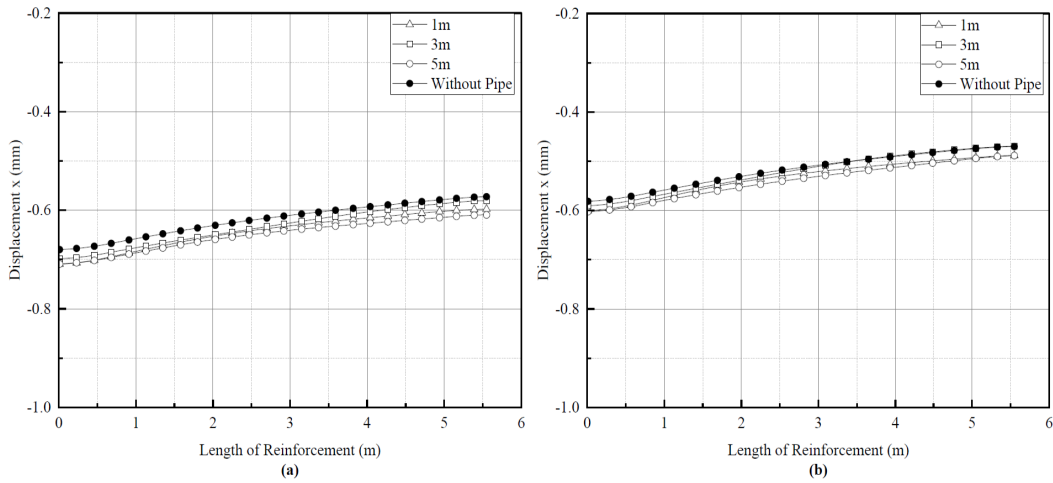 -0.2
-0.4
-0.6
-0.8
-1.0
Displacement x (mm)
0 1 2 3 4 5 6
Length of Reinforcement (m)
(a)
1m
3m
5m
Without Pipe
-0.2
-0.4
-0.6
-0.8
-1.0
Displacement x (mm)
0 1 2 3 4 5 6
Length of Reinforcement (m)
(b)
1m
3m
5m
Without Pipe